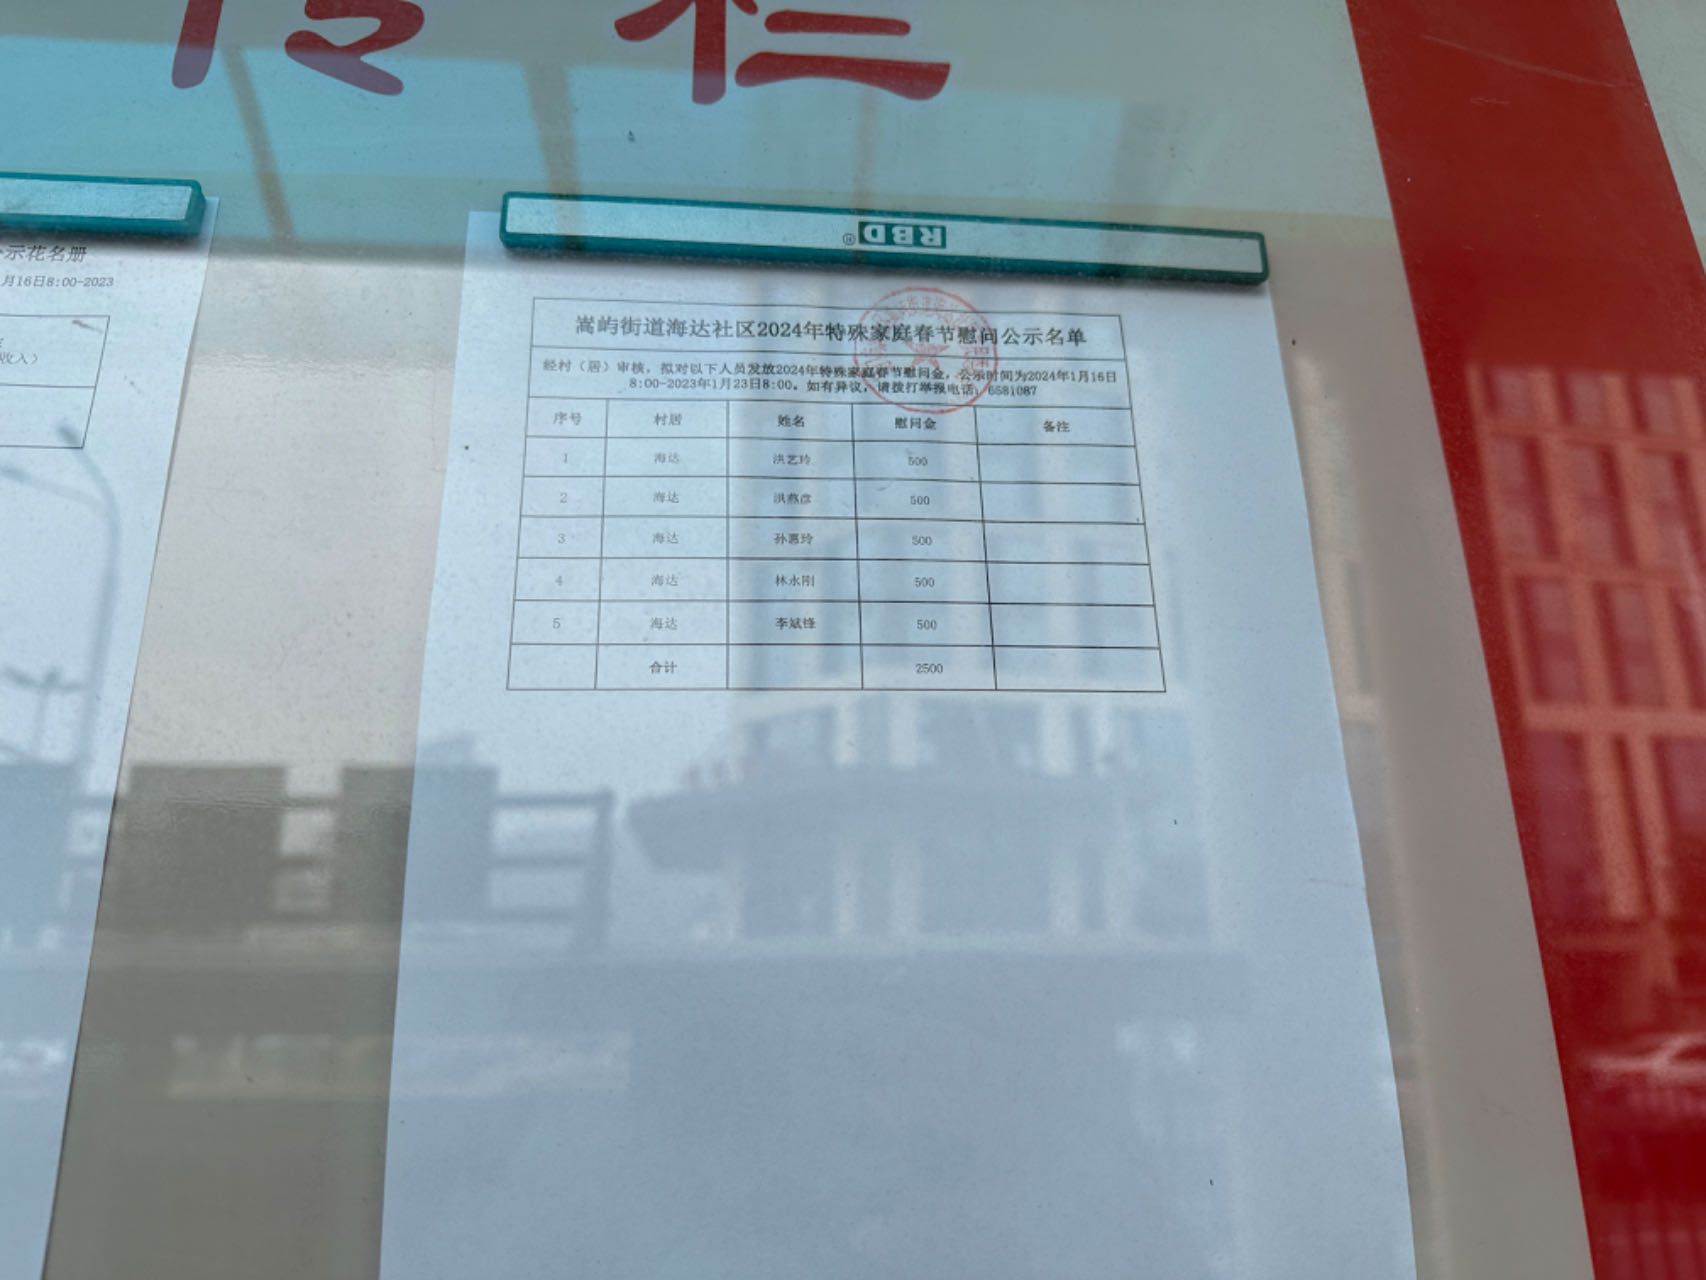 传仁
示花名册
月16日8:00-2023
收入）
RBD®
嵩屿街道海达社区2024年特殊家庭春节慰问公示名单
经村（居）审核，拟对以下人员发放2024年特殊家庭春节慰问金，公示时间为2024年1月16日
8:00-2023年1月23日8:00。如有异议，请拨打举报电话：6581087
序号 村居 姓名 慰问金 备注
1 海达 洪艺玲 500
2 海达 洪燕彦 500
3 海达 孙惠玲 500
4 海达 林永刚 500
5 海达 李斌锋 500
合计 2500